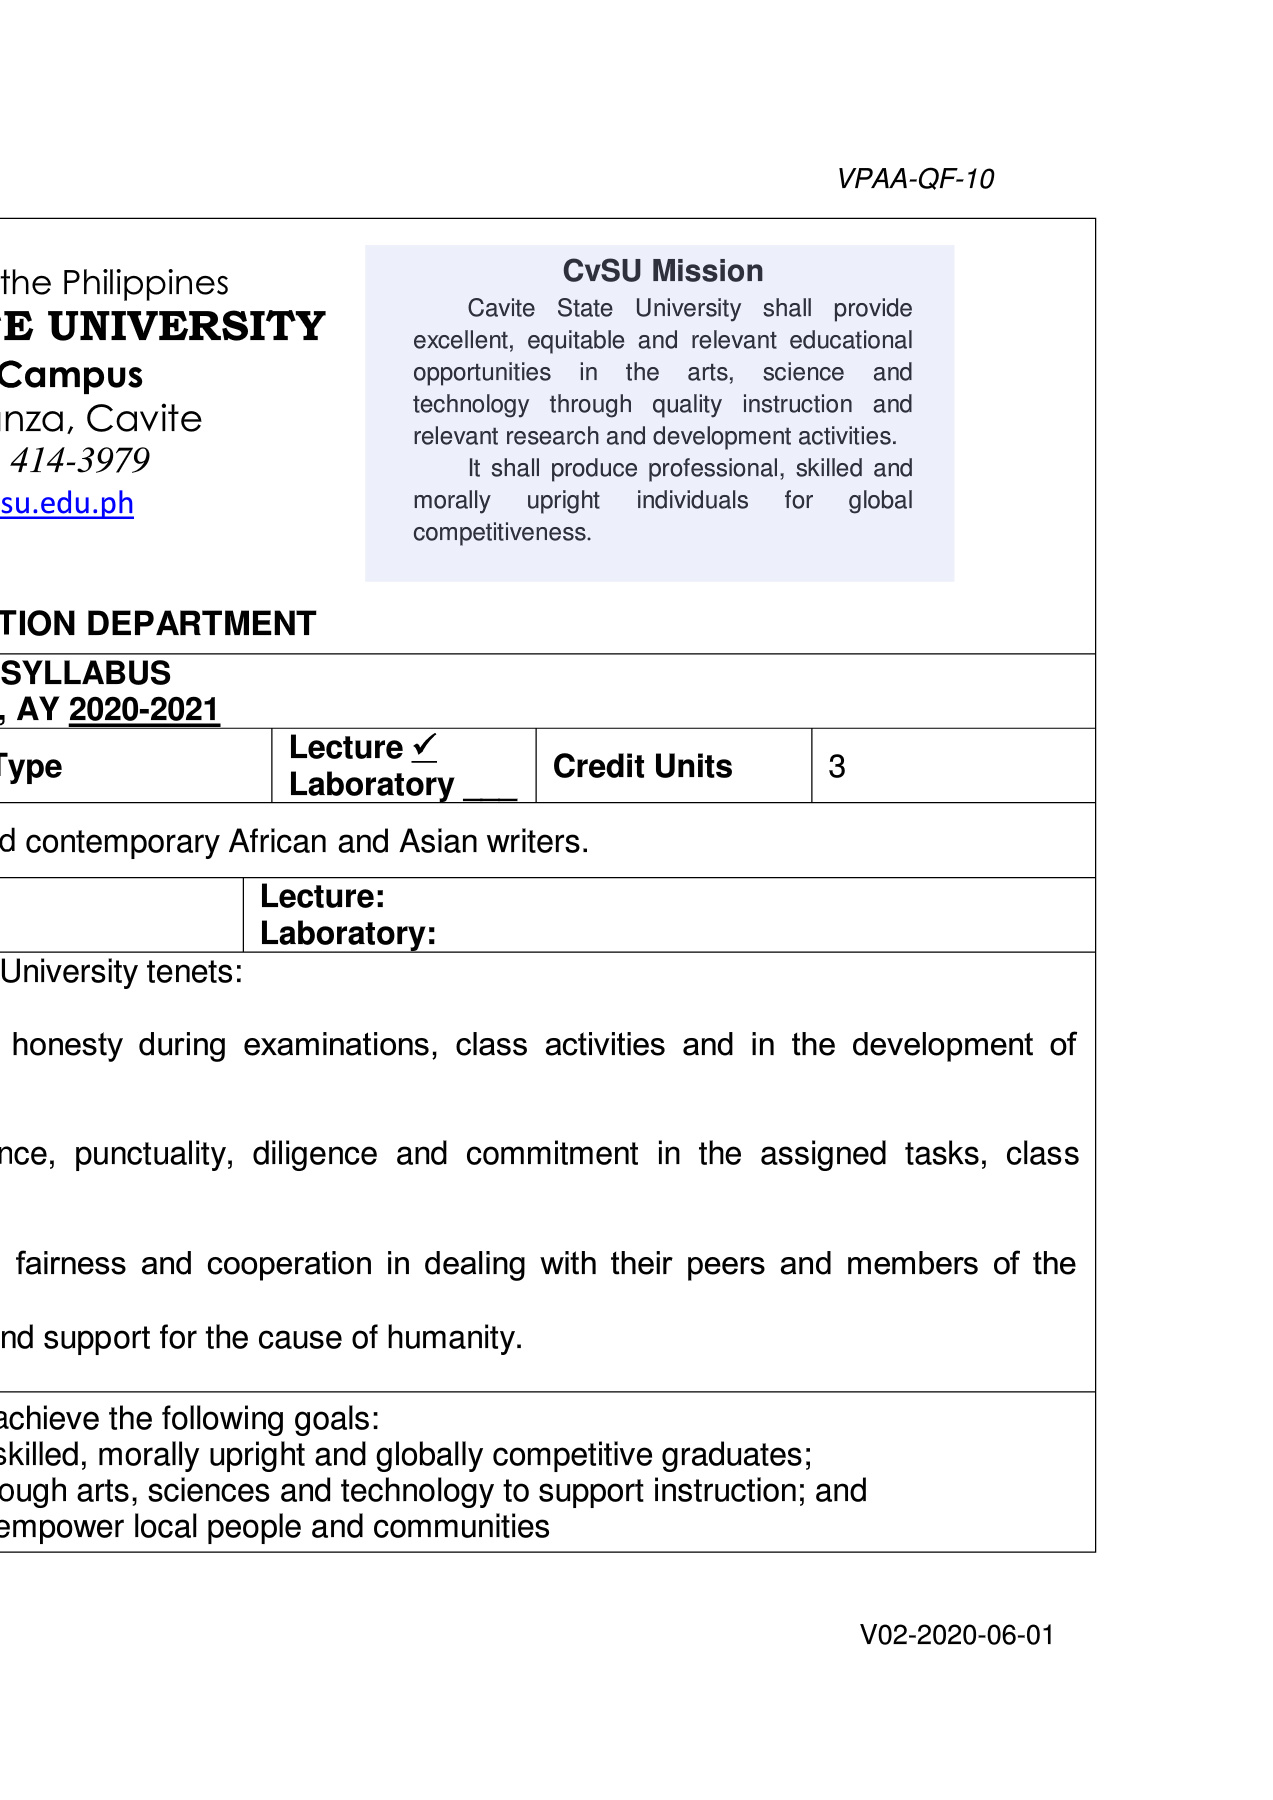 VPAA-QF-10
the Philippines
E UNIVERSITY
Campus
nza, Cavite
414-3979
su.edu.ph
CvSU Mission
Cavite State University shall provide
excellent, equitable and relevant educational
opportunities in the arts, science and
technology through quality instruction and
relevant research and development activities.
It shall produce professional, skilled and
morally upright individuals for global
competitiveness.
TION DEPARTMENT
SYLLABUS
, AY 2020-2021
Type
Lecture ✓
Laboratory ___
Credit Units
3
d contemporary African and Asian writers.
Lecture:
Laboratory:
University tenets:
honesty during examinations, class activities and in the development of
nce, punctuality, diligence and commitment in the assigned tasks, class
fairness and cooperation in dealing with their peers and members of the
nd support for the cause of humanity.
achieve the following goals:
skilled, morally upright and globally competitive graduates;
ough arts, sciences and technology to support instruction; and
empower local people and communities
V02-2020-06-01